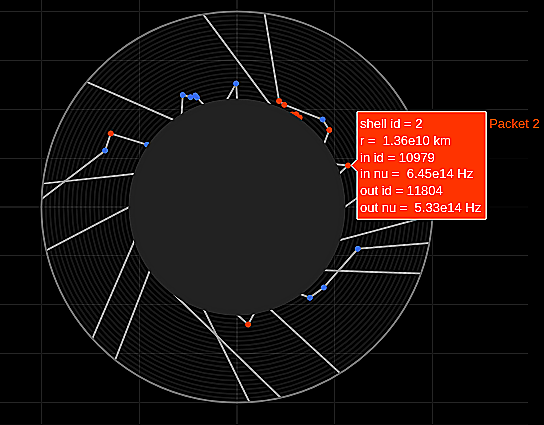 shell id = 2
r =  1.36e10 km
in id = 10979
in nu =  6.45e14 Hz
out id = 11804
out nu =  5.33e14 Hz
Packet 2